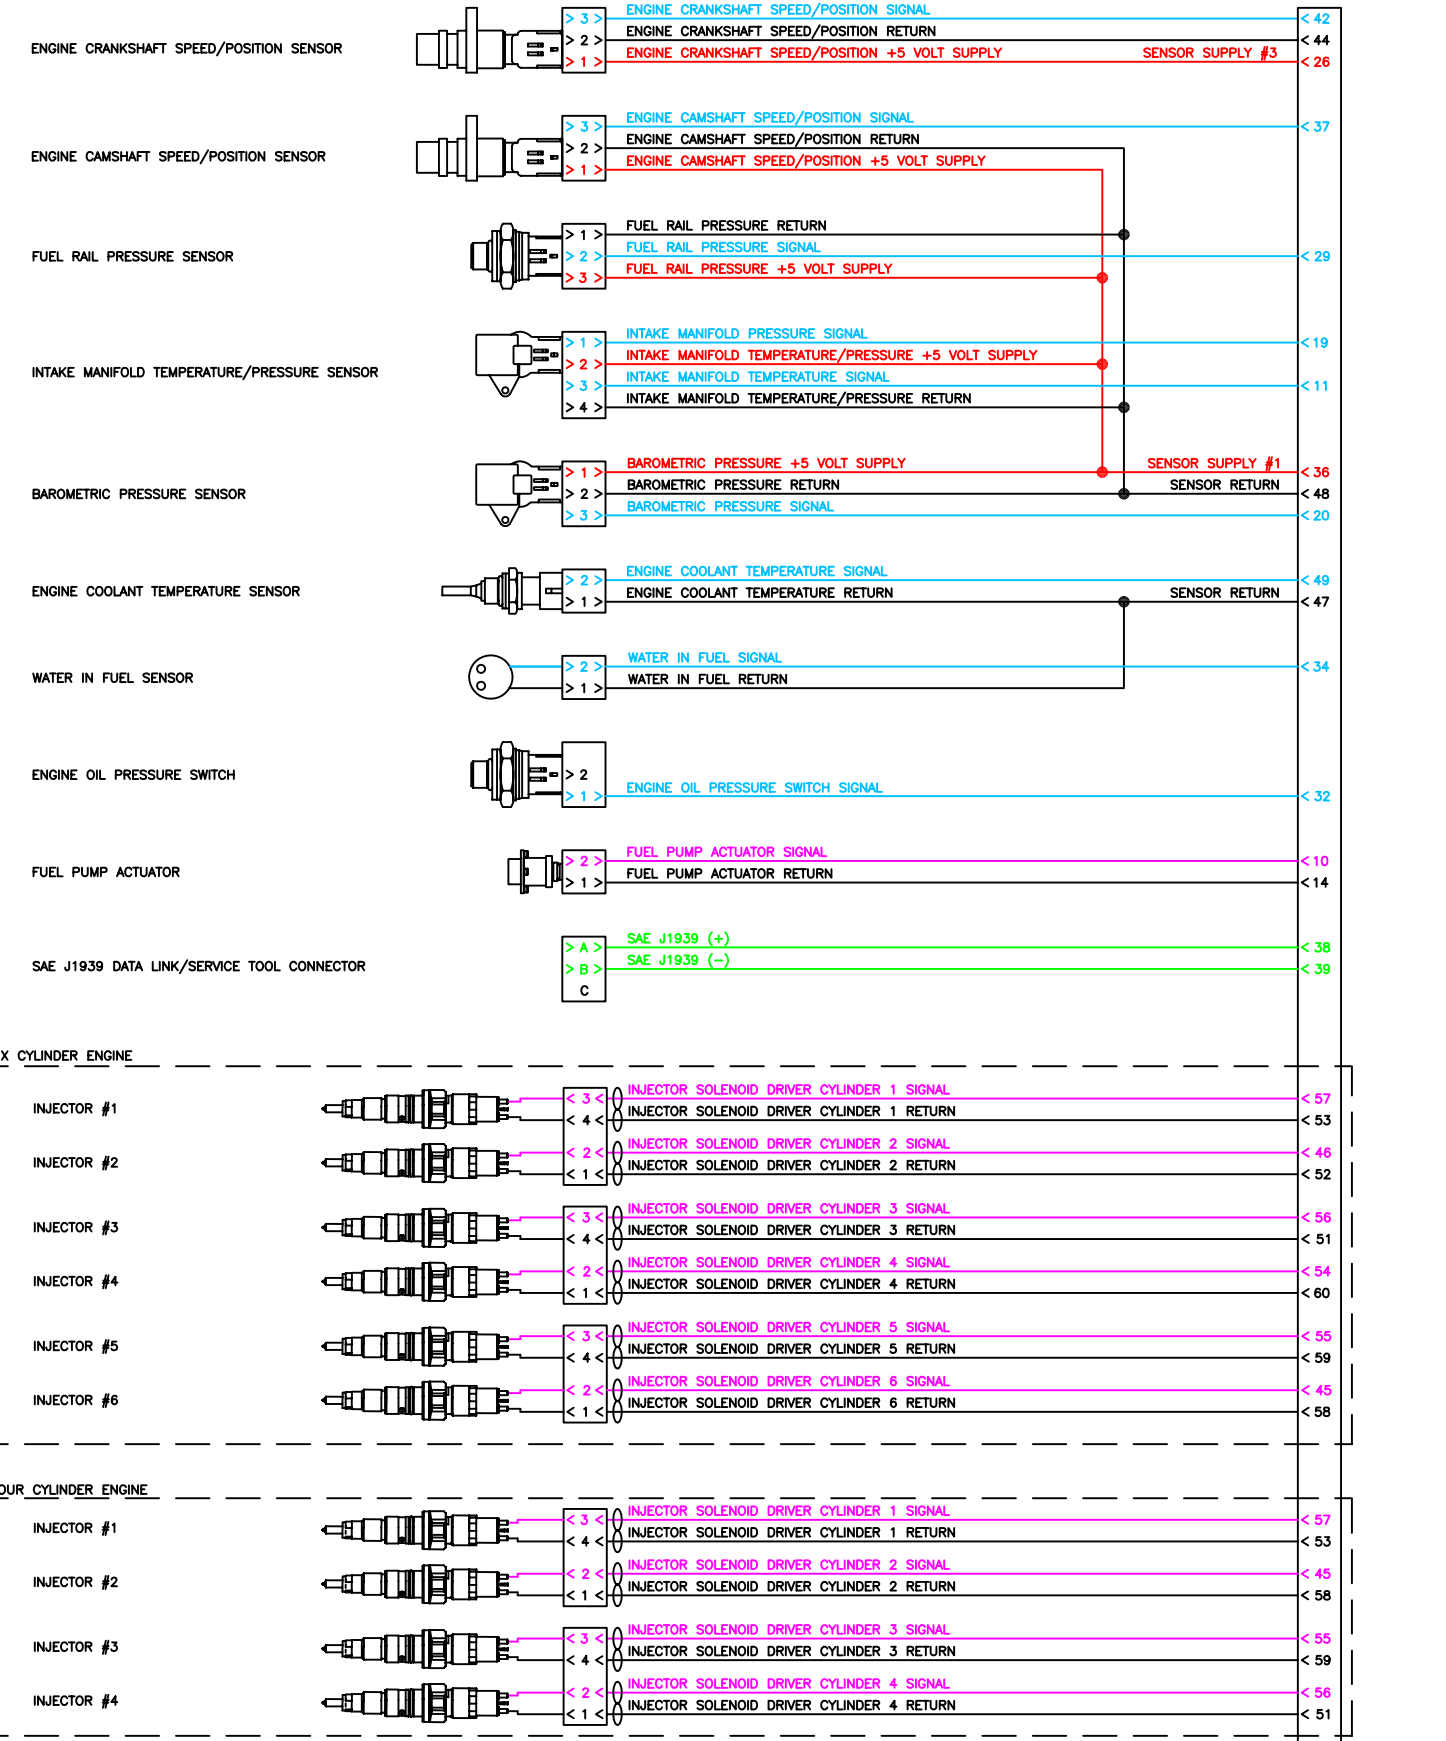 > 3 > ENGINE CRANKSHAFT SPEED/POSITION SIGNAL < 42
ENGINE CRANKSHAFT SPEED/POSITION SENSOR > 2 > ENGINE CRANKSHAFT SPEED/POSITION RETURN < 44
> 1 > ENGINE CRANKSHAFT SPEED/POSITION +5 VOLT SUPPLY SENSOR SUPPLY #3 < 26
> 3 > ENGINE CAMSHAFT SPEED/POSITION SIGNAL < 37
ENGINE CAMSHAFT SPEED/POSITION SENSOR > 2 > ENGINE CAMSHAFT SPEED/POSITION RETURN
> 1 > ENGINE CAMSHAFT SPEED/POSITION +5 VOLT SUPPLY
> 1 > FUEL RAIL PRESSURE RETURN
FUEL RAIL PRESSURE SENSOR > 2 > FUEL RAIL PRESSURE SIGNAL < 29
> 3 > FUEL RAIL PRESSURE +5 VOLT SUPPLY
> 1 > INTAKE MANIFOLD PRESSURE SIGNAL < 19
> 2 > INTAKE MANIFOLD TEMPERATURE/PRESSURE +5 VOLT SUPPLY
INTAKE MANIFOLD TEMPERATURE/PRESSURE SENSOR > 3 > INTAKE MANIFOLD TEMPERATURE SIGNAL < 11
> 4 > INTAKE MANIFOLD TEMPERATURE/PRESSURE RETURN
> 1 > BAROMETRIC PRESSURE +5 VOLT SUPPLY SENSOR SUPPLY #1 < 36
BAROMETRIC PRESSURE SENSOR > 2 > BAROMETRIC PRESSURE RETURN SENSOR RETURN < 48
> 3 > BAROMETRIC PRESSURE SIGNAL < 20
> 2 > ENGINE COOLANT TEMPERATURE SIGNAL < 49
ENGINE COOLANT TEMPERATURE SENSOR > 1 > ENGINE COOLANT TEMPERATURE RETURN SENSOR RETURN < 47
> 2 > WATER IN FUEL SIGNAL < 34
WATER IN FUEL SENSOR > 1 > WATER IN FUEL RETURN
ENGINE OIL PRESSURE SWITCH > 2
> 1 > ENGINE OIL PRESSURE SWITCH SIGNAL < 32
> 2 > FUEL PUMP ACTUATOR SIGNAL < 10
FUEL PUMP ACTUATOR > 1 > FUEL PUMP ACTUATOR RETURN < 14
> A > SAE J1939 (+) < 38
SAE J1939 DATA LINK/SERVICE TOOL CONNECTOR > B > SAE J1939 (-) < 39
C
X CYLINDER ENGINE
INJECTOR #1 < 3 < INJECTOR SOLENOID DRIVER CYLINDER 1 SIGNAL < 57
< 4 < INJECTOR SOLENOID DRIVER CYLINDER 1 RETURN < 53
INJECTOR #2 < 2 < INJECTOR SOLENOID DRIVER CYLINDER 2 SIGNAL < 46
< 1 < INJECTOR SOLENOID DRIVER CYLINDER 2 RETURN < 52
INJECTOR #3 < 3 < INJECTOR SOLENOID DRIVER CYLINDER 3 SIGNAL < 56
< 4 < INJECTOR SOLENOID DRIVER CYLINDER 3 RETURN < 51
INJECTOR #4 < 2 < INJECTOR SOLENOID DRIVER CYLINDER 4 SIGNAL < 54
< 1 < INJECTOR SOLENOID DRIVER CYLINDER 4 RETURN < 60
INJECTOR #5 < 3 < INJECTOR SOLENOID DRIVER CYLINDER 5 SIGNAL < 55
< 4 < INJECTOR SOLENOID DRIVER CYLINDER 5 RETURN < 59
INJECTOR #6 < 2 < INJECTOR SOLENOID DRIVER CYLINDER 6 SIGNAL < 45
< 1 < INJECTOR SOLENOID DRIVER CYLINDER 6 RETURN < 58
OUR CYLINDER ENGINE
INJECTOR #1 < 3 < INJECTOR SOLENOID DRIVER CYLINDER 1 SIGNAL < 57
< 4 < INJECTOR SOLENOID DRIVER CYLINDER 1 RETURN < 53
INJECTOR #2 < 2 < INJECTOR SOLENOID DRIVER CYLINDER 2 SIGNAL < 45
< 1 < INJECTOR SOLENOID DRIVER CYLINDER 2 RETURN < 58
INJECTOR #3 < 3 < INJECTOR SOLENOID DRIVER CYLINDER 3 SIGNAL < 55
< 4 < INJECTOR SOLENOID DRIVER CYLINDER 3 RETURN < 59
INJECTOR #4 < 2 < INJECTOR SOLENOID DRIVER CYLINDER 4 SIGNAL < 56
< 1 < INJECTOR SOLENOID DRIVER CYLINDER 4 RETURN < 51